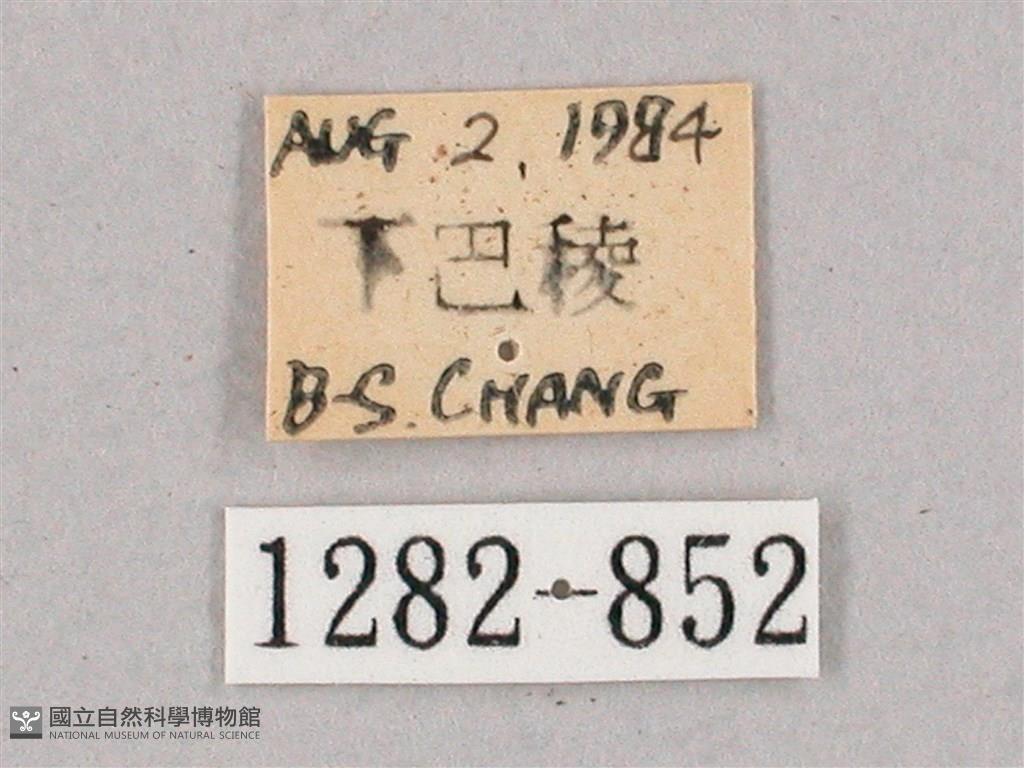 AUG 2, 1984
下巴稜
B-S. CHANG
1282-852
國立自然科學博物館
NATIONAL MUSEUM OF NATURAL SCIENCE